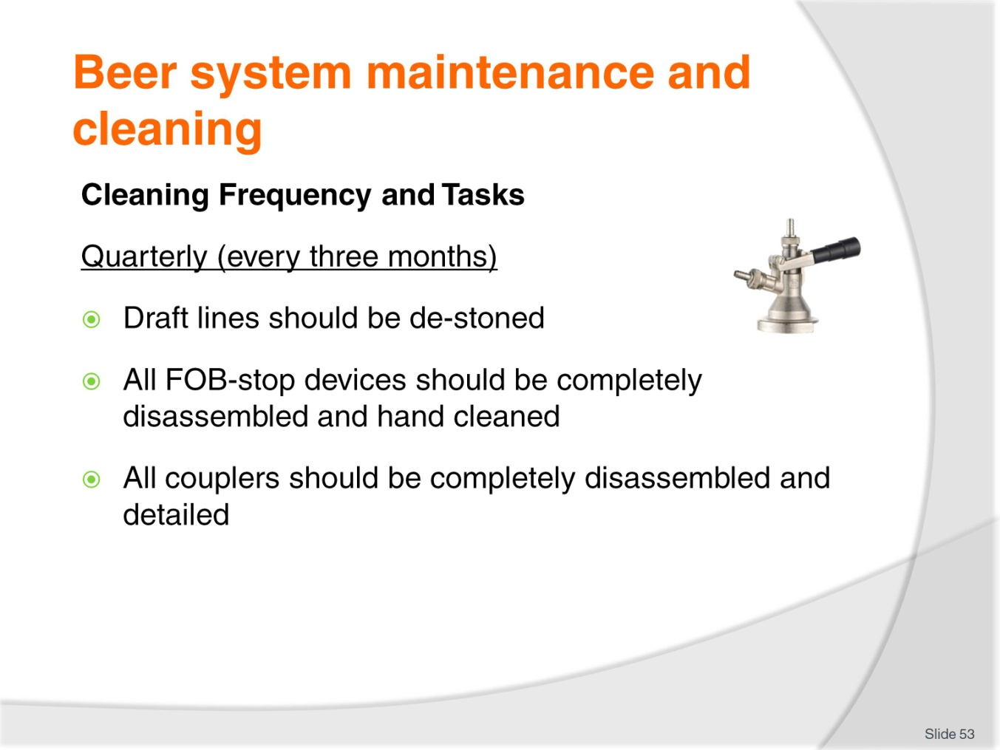 Beer system maintenance and
cleaning
Cleaning Frequency and Tasks
Quarterly (every three months)
Draft lines should be de-stoned
All FOB-stop devices should be completely
disassembled and hand cleaned
All couplers should be completely disassembled and
detailed
Slide 53